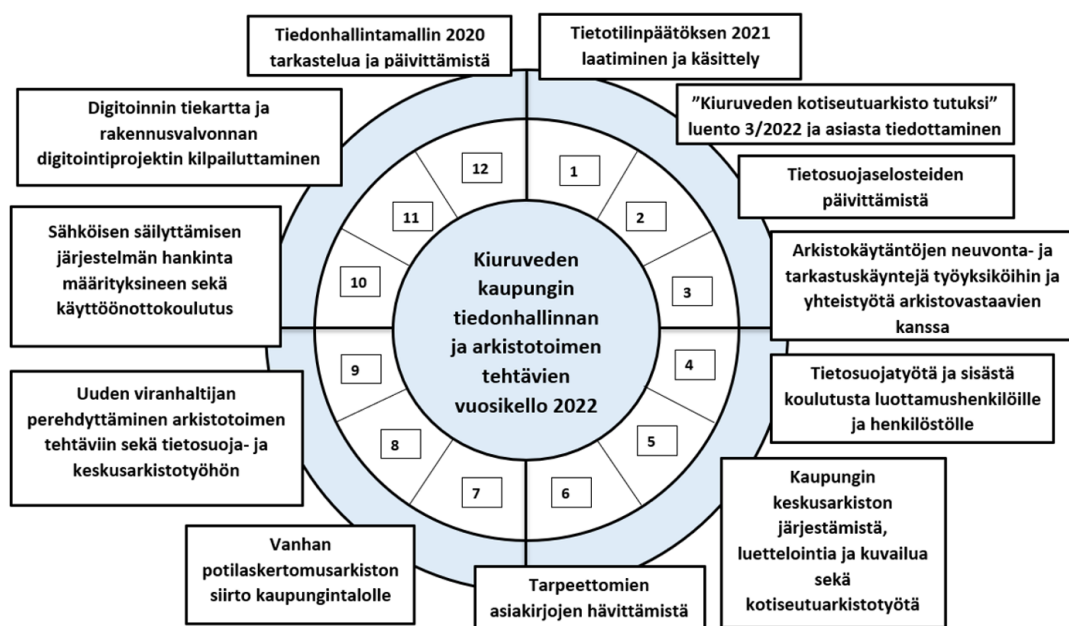 Tiedonhallintamallin 2020
tarkastelua ja päivittämistä
Tietotilinpäätöksen 2021
laatiminen ja käsittely
”Kiuruveden kotiseutuarkisto tutuksi”
luento 3/2022 ja asiasta tiedottaminen
Tietosuojaselosteiden
päivittämistä
Arkistokäytäntöjen neuvonta- ja
tarkastuskäyntejä työyksiköihin ja
yhteistyötä arkistovastaavien
kanssa
Tietosuojatyötä ja sisästä
koulutusta luottamushenkilöille
ja henkilöstölle
Kaupungin
keskusarkiston
järjestämistä,
luettelointia ja kuvailua
sekä
kotiseutuarkistotyötä
Tarpeettomien
asiakirjojen hävittämistä
Vanhan
potilaskertomusarkiston
siirto kaupungintalolle
Uuden viranhaltijan
perehdyttäminen arkistotoimen
tehtäviin sekä tietosuoja- ja
keskusarkistotyöhön
Sähköisen säilyttämisen
järjestelmän hankinta
määrityksineen sekä
käyttöönottokoulutus
Digitoinnin tiekartta ja
rakennusvalvonnan
digitointiprojektin kilpailuttaminen
1
2
3
4
5
6
7
8
9
10
11
12
Kiuruveden
kaupungin
tiedonhallinnan
ja arkistotoimen
tehtävien
vuosikello 2022